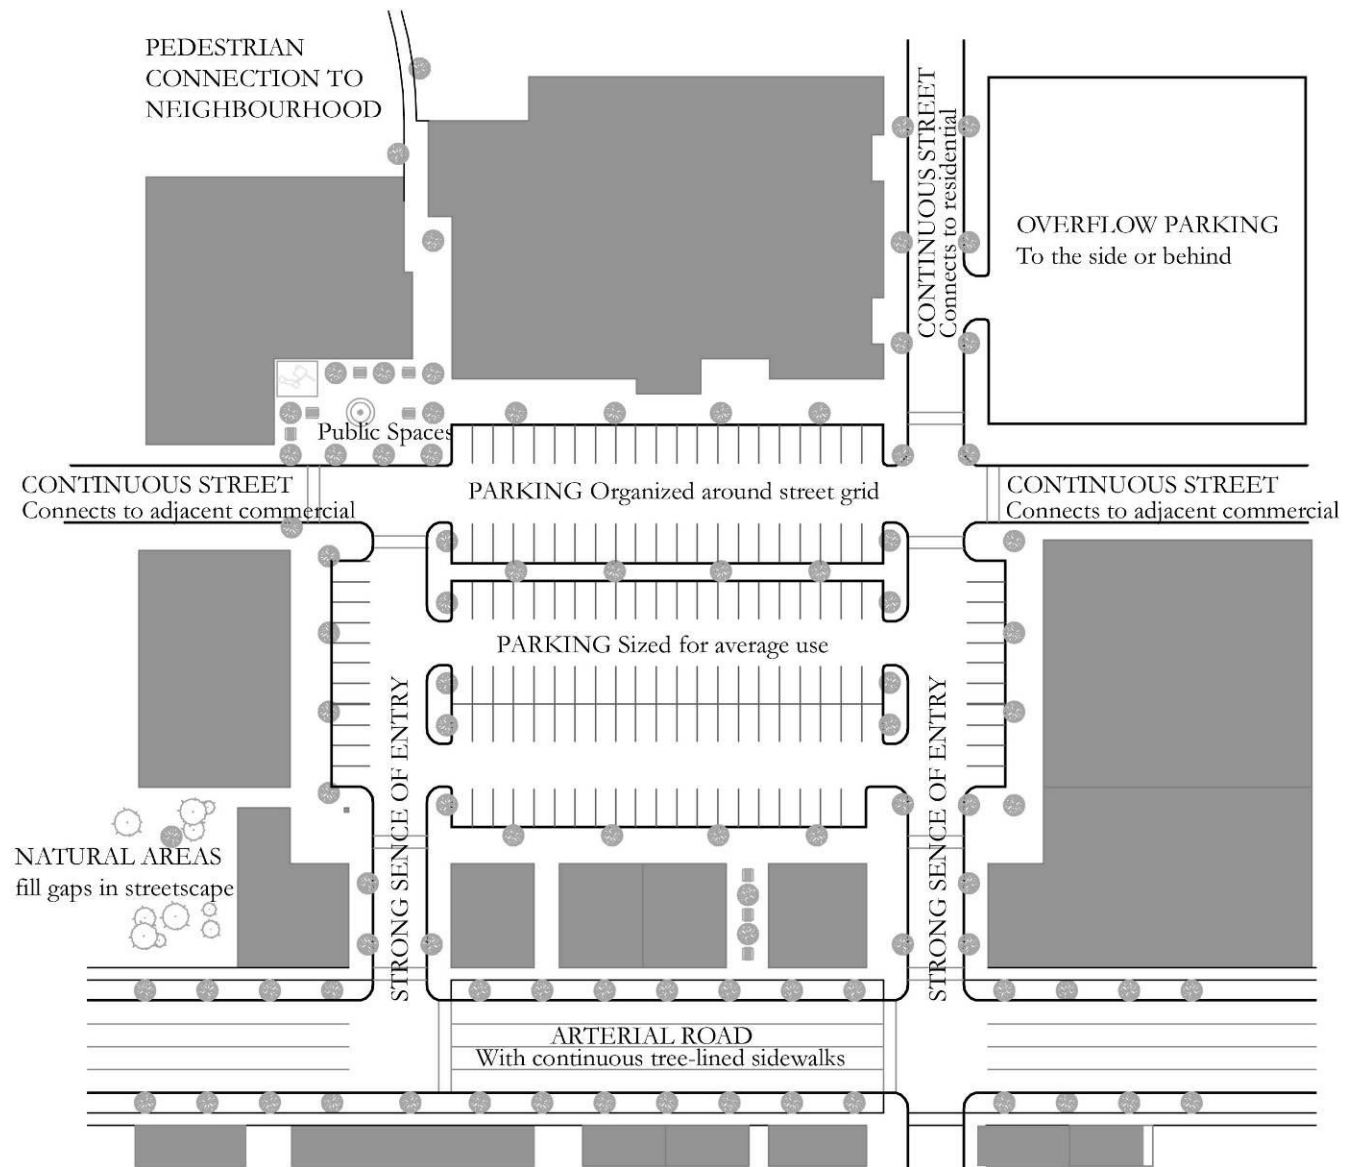 PEDESTRIAN
CONNECTION TO
NEIGHBOURHOOD
CONTINUOUS STREET
Connects to residential
OVERFLOW PARKING
To the side or behind
Public Spaces
CONTINUOUS STREET
Connects to adjacent commercial
PARKING Organized around street grid
CONTINUOUS STREET
Connects to adjacent commercial
PARKING Sized for average use
STRONG SENCE OF ENTRY
STRONG SENCE OF ENTRY
NATURAL AREAS
fill gaps in streetscape
ARTERIAL ROAD
With continuous tree-lined sidewalks